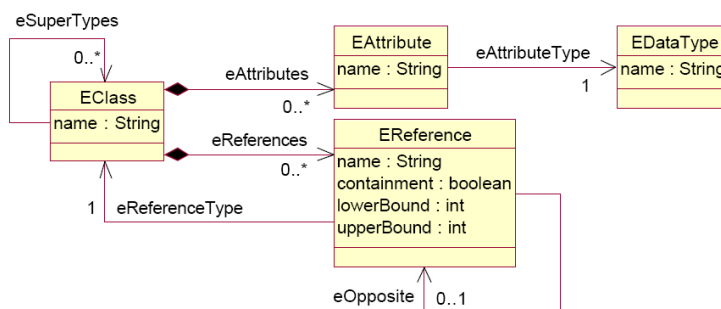 eSuperTypes
0..*
EClass
name : String
eAttributes
0..*
EAttribute
name : String
eAttributeType
1
EDataType
name : String
eReferences
0..*
EReference
name : String
containment : boolean
lowerBound : int
upperBound : int
1
eReferenceType
eOpposite
0..1